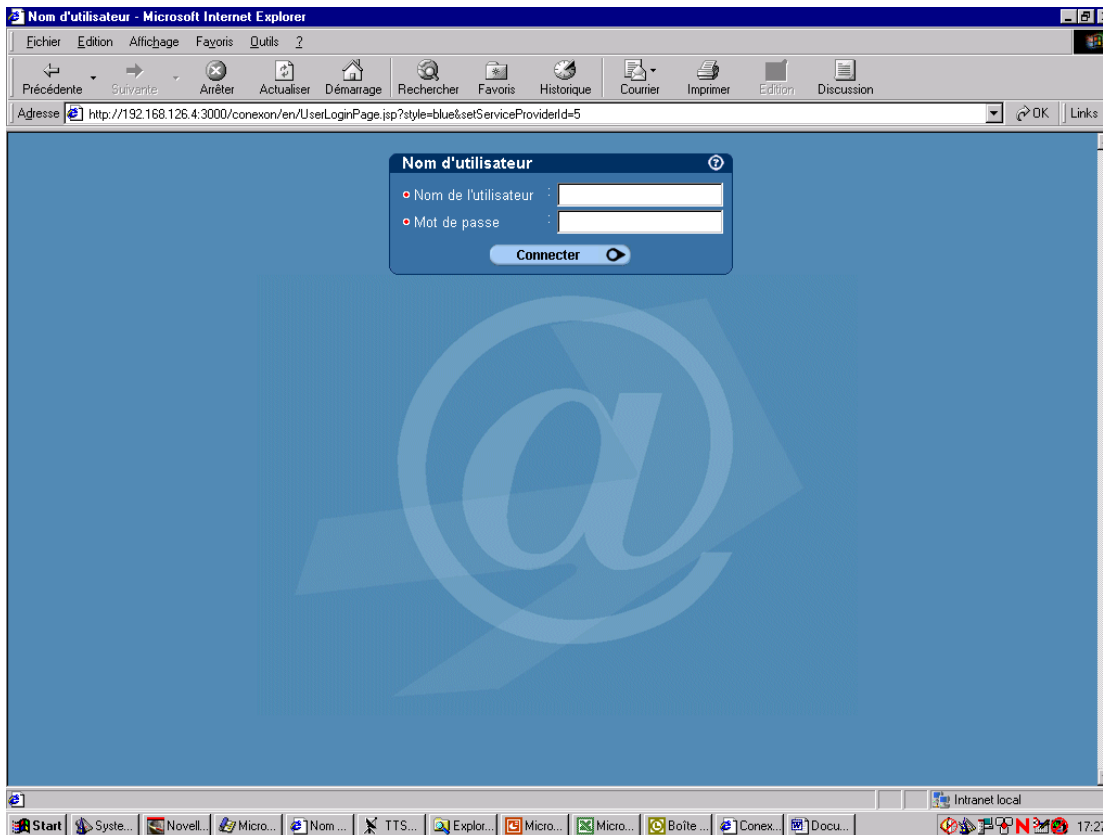 Nom d'utilisateur - Microsoft Internet Explorer
Fichier Edition Affichage Favoris Outils ?
Précédente Suivante Arrêter Actualiser Démarrage Rechercher Favoris Historique Courrier Imprimer Edition Discussion
Adresse http://192.168.126.4:3000/conexon/en/UserLoginPage.jsp?style=blue&setServiceProviderId=5 OK Links
Nom d'utilisateur ?
Nom de l'utilisateur :
Mot de passe :
Connecter
@
Intranet local
Start Syste... Novell... Micro... Nom ... TTS... Explor... Micro... Micro... Boîte ... Conex... Docu... N